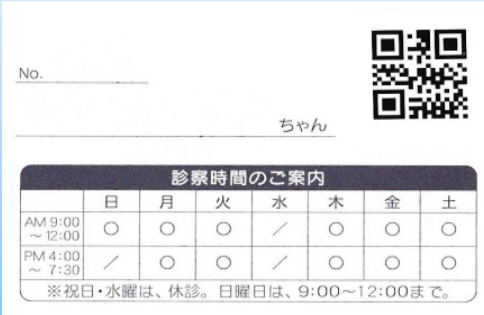 No.
ちゃん
診察時間のご案内
日 月 火 水 木 金 土
AM 9:00 ～ 12:00 ○ ○ ○ ／ ○ ○ ○
PM 4:00 ～ 7:30 ／ ○ ○ ／ ○ ○ ○
※祝日・水曜は、休診。日曜日は、9:00～12:00まで。